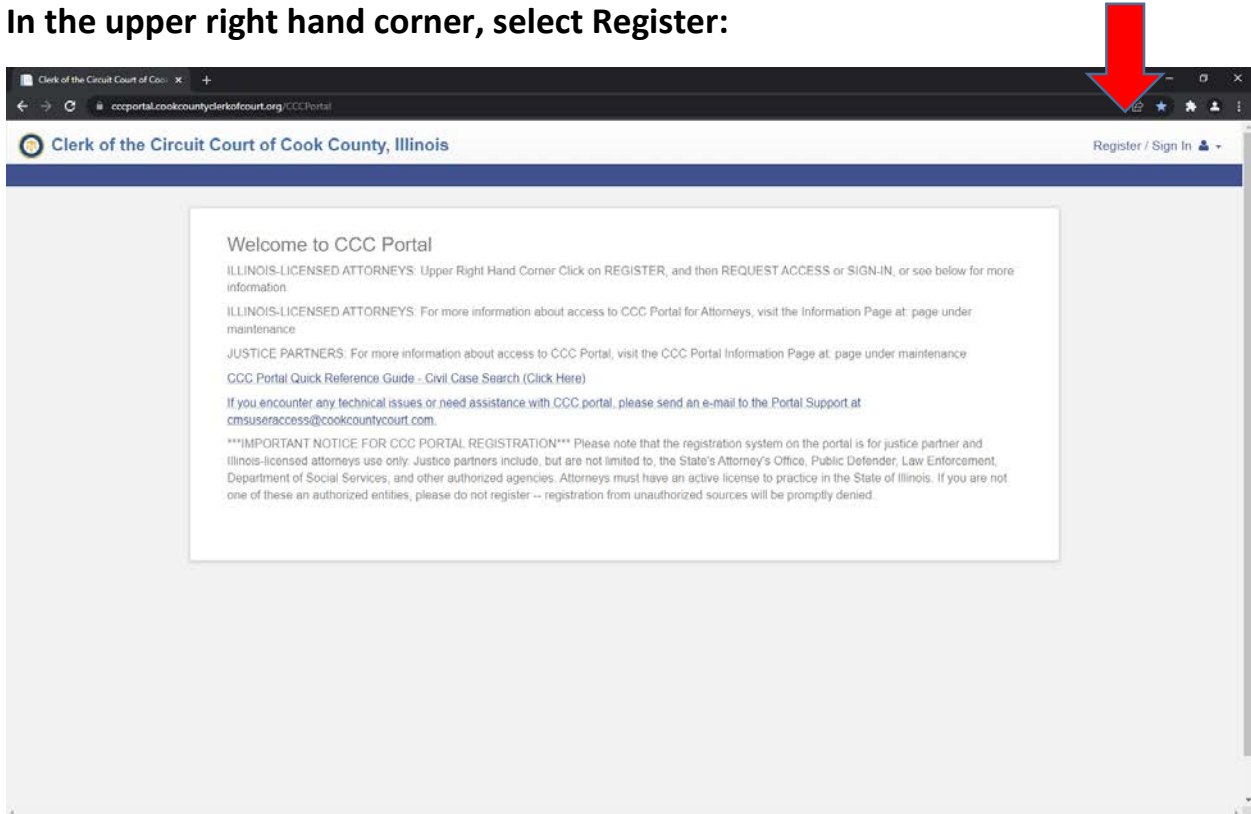 In the upper right hand corner, select Register:
Clerk of the Circuit Court of Coo
cccportal.cookcountyclerkofcourt.org/CCCPortal
Clerk of the Circuit Court of Cook County, Illinois
Register / Sign In
Welcome to CCC Portal
ILLINOIS-LICENSED ATTORNEYS: Upper Right Hand Corner Click on REGISTER, and then REQUEST ACCESS or SIGN-IN, or see below for more
information
ILLINOIS-LICENSED ATTORNEYS: For more information about access to CCC Portal for Attorneys, visit the Information Page at: page under
maintenance
JUSTICE PARTNERS: For more information about access to CCC Portal, visit the CCC Portal Information Page at: page under maintenance
CCC Portal Quick Reference Guide - Civil Case Search (Click Here)
If you encounter any technical issues or need assistance with CCC portal, please send an e-mail to the Portal Support at
cmsuseraccess@cookcountycourt.com.
***IMPORTANT NOTICE FOR CCC PORTAL REGISTRATION*** Please note that the registration system on the portal is for justice partner and
Illinois-licensed attorneys use only. Justice partners include, but are not limited to, the State's Attorney's Office, Public Defender, Law Enforcement,
Department of Social Services, and other authorized agencies. Attorneys must have an active license to practice in the State of Illinois. If you are not
one of these an authorized entities, please do not register -- registration from unauthorized sources will be promptly denied.